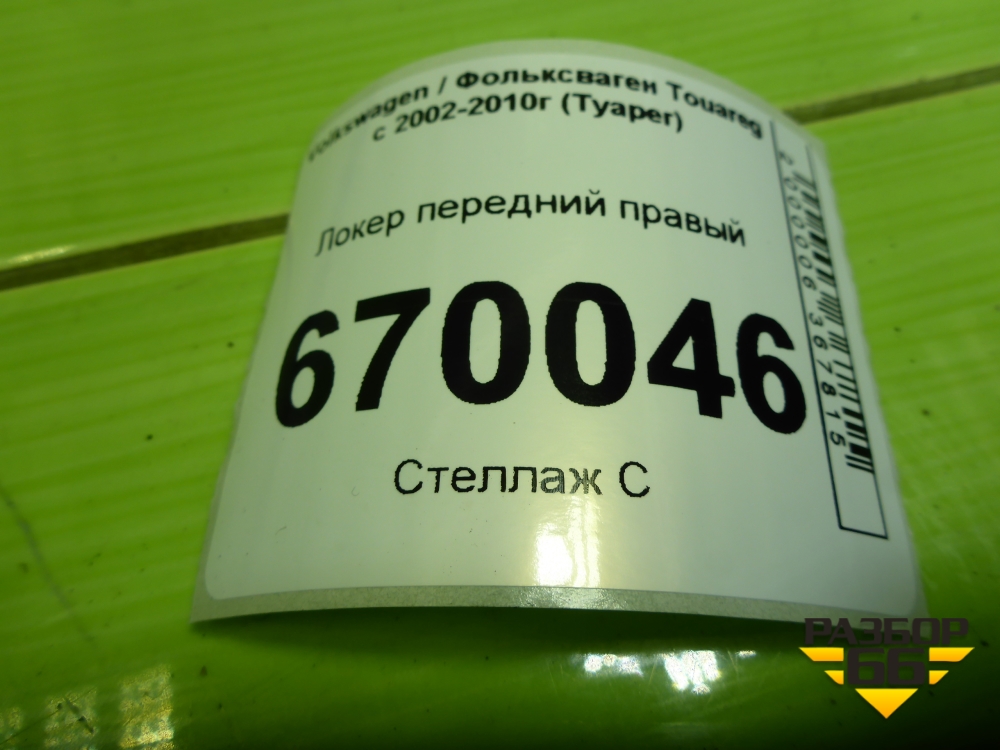 Volkswagen / Фольксваген Touareg
с 2002-2010г (Туарег)
Локер передний правый
670046
Стеллаж С
2000006367815
РАЗБОР
66